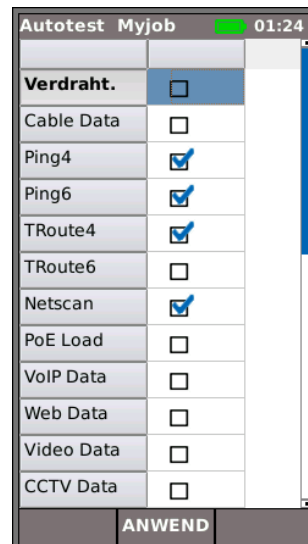 Autotest Myjob 01:24
Verdraht.
Cable Data
Ping4
Ping6
TRoute4
TRoute6
Netscan
PoE Load
VoIP Data
Web Data
Video Data
CCTV Data
ANWEND